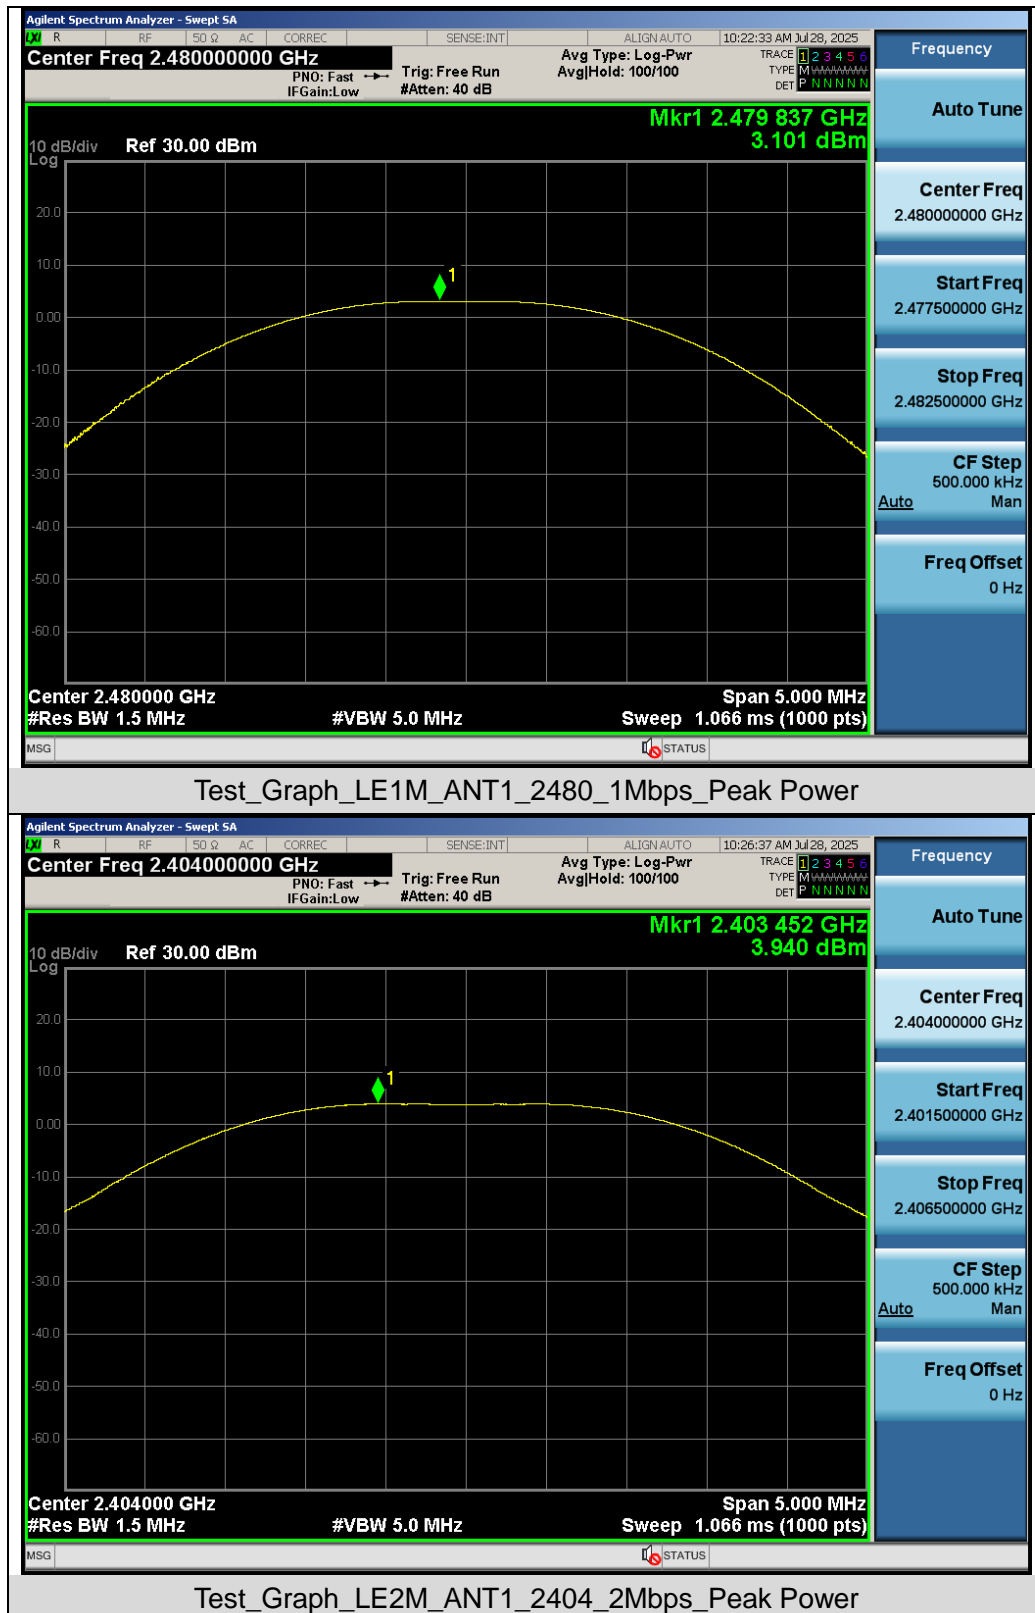 Agilent Spectrum Analyzer - Swept SA
LXI R RF 50 Ω AC CORREC SENSE:INT ALIGN AUTO 10:22:33 AM Jul 28, 2025
Center Freq 2.480000000 GHz
PNO: Fast
IFGain:Low
Trig: Free Run
#Atten: 40 dB
Avg Type: Log-Pwr
Avg|Hold: 100/100
TRACE 1 2 3 4 5 6
TYPE M
DET P N N N N N
Mkr1 2.479 837 GHz
3.101 dBm
10 dB/div Ref 30.00 dBm
Log
20.0
10.0
1
0.00
-10.0
-20.0
-30.0
-40.0
-50.0
-60.0
Center 2.480000 GHz Span 5.000 MHz
#Res BW 1.5 MHz #VBW 5.0 MHz Sweep 1.066 ms (1000 pts)
MSG STATUS
Frequency
Auto Tune
Center Freq
2.480000000 GHz
Start Freq
2.477500000 GHz
Stop Freq
2.482500000 GHz
CF Step
500.000 kHz
Auto Man
Freq Offset
0 Hz
Test_Graph_LE1M_ANT1_2480_1Mbps_Peak Power
Agilent Spectrum Analyzer - Swept SA
LXI R RF 50 Ω AC CORREC SENSE:INT ALIGN AUTO 10:26:37 AM Jul 28, 2025
Center Freq 2.404000000 GHz
PNO: Fast
IFGain:Low
Trig: Free Run
#Atten: 40 dB
Avg Type: Log-Pwr
Avg|Hold: 100/100
TRACE 1 2 3 4 5 6
TYPE M
DET P N N N N N
Mkr1 2.403 452 GHz
3.940 dBm
10 dB/div Ref 30.00 dBm
Log
20.0
10.0
1
0.00
-10.0
-20.0
-30.0
-40.0
-50.0
-60.0
Center 2.404000 GHz Span 5.000 MHz
#Res BW 1.5 MHz #VBW 5.0 MHz Sweep 1.066 ms (1000 pts)
MSG STATUS
Frequency
Auto Tune
Center Freq
2.404000000 GHz
Start Freq
2.401500000 GHz
Stop Freq
2.406500000 GHz
CF Step
500.000 kHz
Auto Man
Freq Offset
0 Hz
Test_Graph_LE2M_ANT1_2404_2Mbps_Peak Power